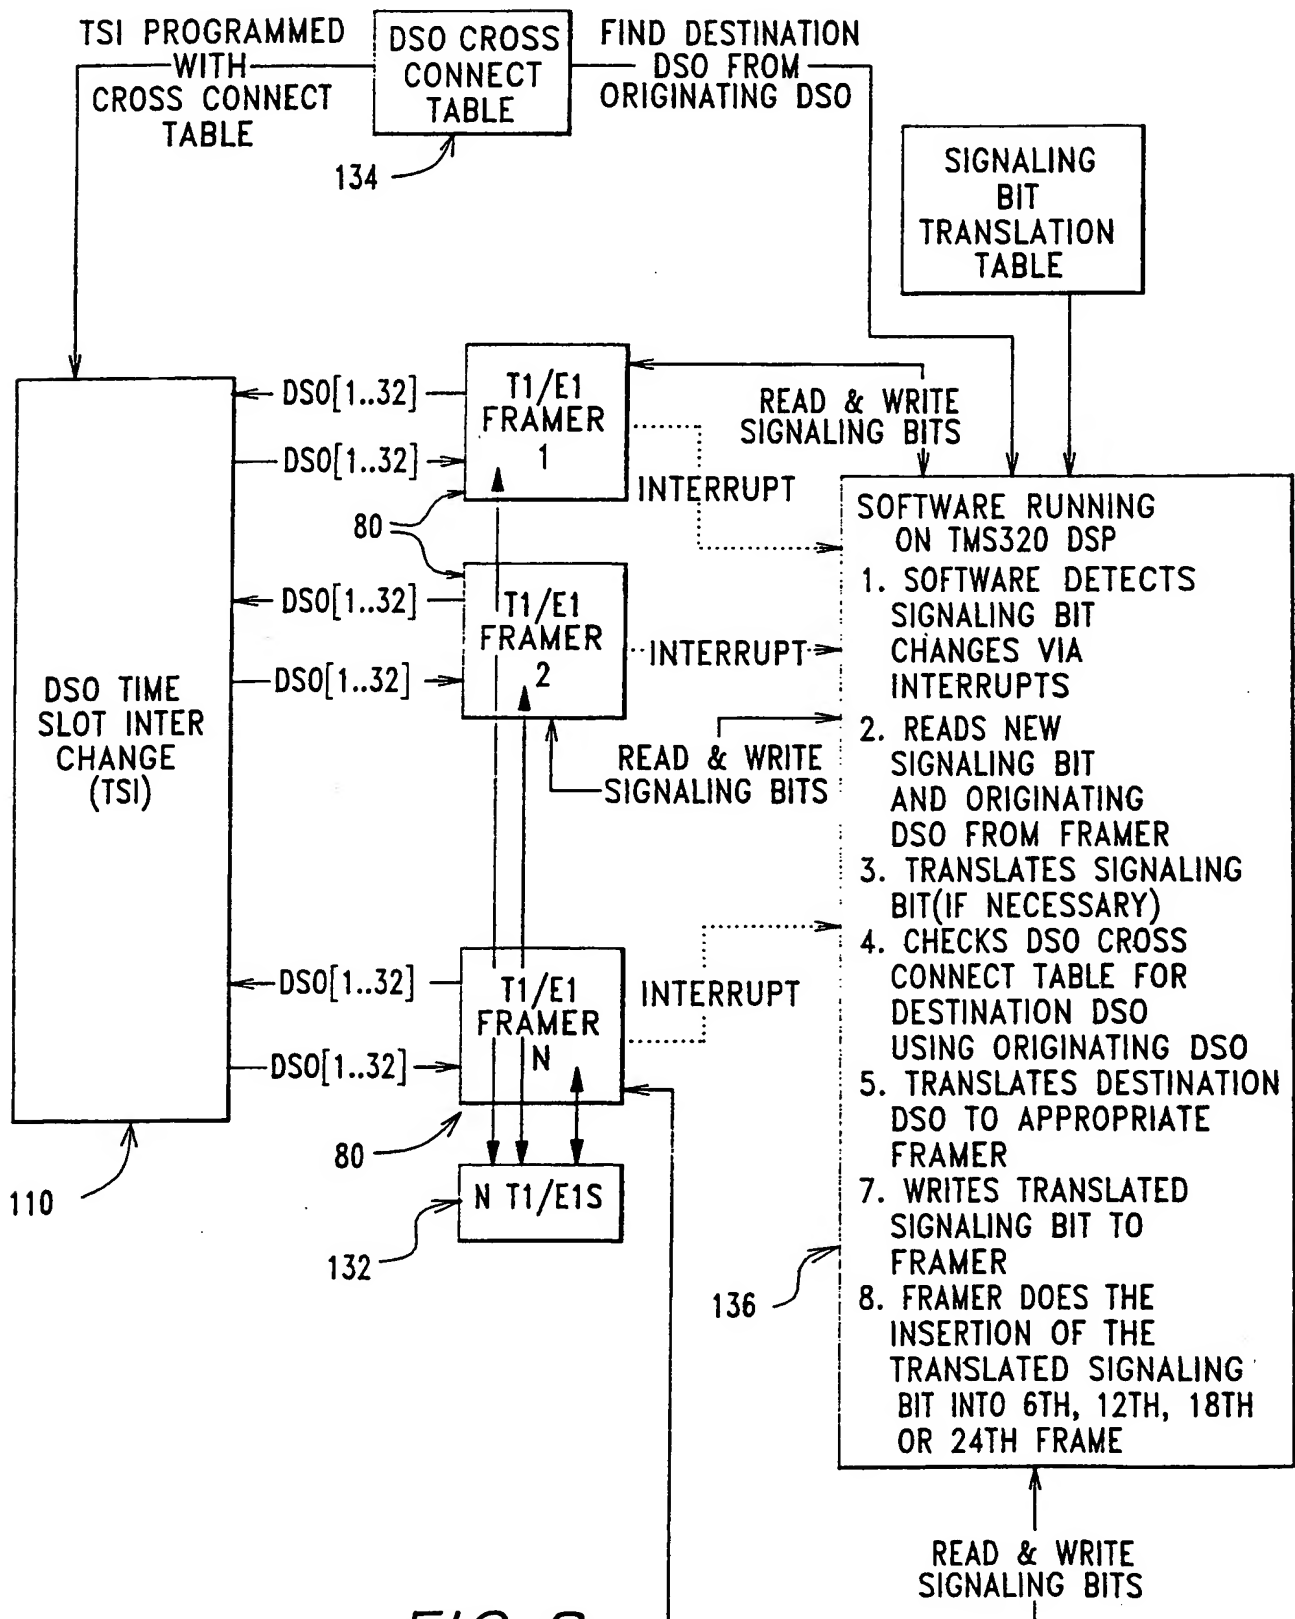 TSI PROGRAMMED
WITH
CROSS CONNECT
TABLE
DSO CROSS
CONNECT
TABLE
FIND DESTINATION
DSO FROM
ORIGINATING DSO
134
SIGNALING
BIT
TRANSLATION
TABLE
DSO[1..32]
DSO[1..32]
T1/E1
FRAMER
1
READ & WRITE
SIGNALING BITS
INTERRUPT
80
DSO[1..32]
DSO[1..32]
T1/E1
FRAMER
2
INTERRUPT
READ & WRITE
SIGNALING BITS
DSO TIME
SLOT INTER
CHANGE
(TSI)
DSO[1..32]
DSO[1..32]
T1/E1
FRAMER
N
INTERRUPT
80
110
N T1/E1S
132
SOFTWARE RUNNING
ON TMS320 DSP
1. SOFTWARE DETECTS
SIGNALING BIT
CHANGES VIA
INTERRUPTS
2. READS NEW
SIGNALING BIT
AND ORIGINATING
DSO FROM FRAMER
3. TRANSLATES SIGNALING
BIT(IF NECESSARY)
4. CHECKS DSO CROSS
CONNECT TABLE FOR
DESTINATION DSO
USING ORIGINATING DSO
5. TRANSLATES DESTINATION
DSO TO APPROPRIATE
FRAMER
7. WRITES TRANSLATED
SIGNALING BIT TO
FRAMER
8. FRAMER DOES THE
INSERTION OF THE
TRANSLATED SIGNALING
BIT INTO 6TH, 12TH, 18TH
OR 24TH FRAME
136
READ & WRITE
SIGNALING BITS